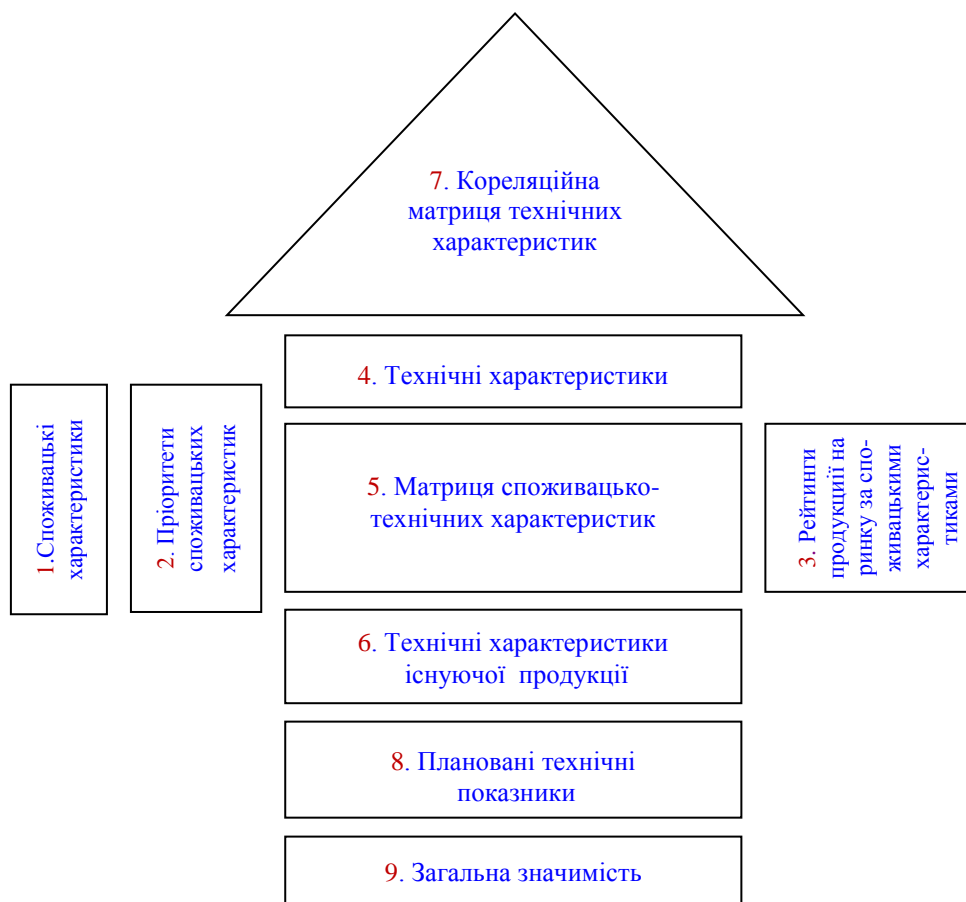 7. Кореляційна
матриця технічних
характеристик
4. Технічні характеристики
1.Споживацькі
характеристики
2. Пріоритети
споживацьких
характеристик
5. Матриця споживацько-
технічних характеристик
3. Рейтинги
продукциії на
ринку за спо-
живацькими
характерис-
тиками
6. Технічні характеристики
існуючої продукції
8. Плановані технічні
показники
9. Загальна значимість